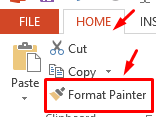 FILE HOME INS
Cut
Copy
Paste
Format Painter
Clipboard